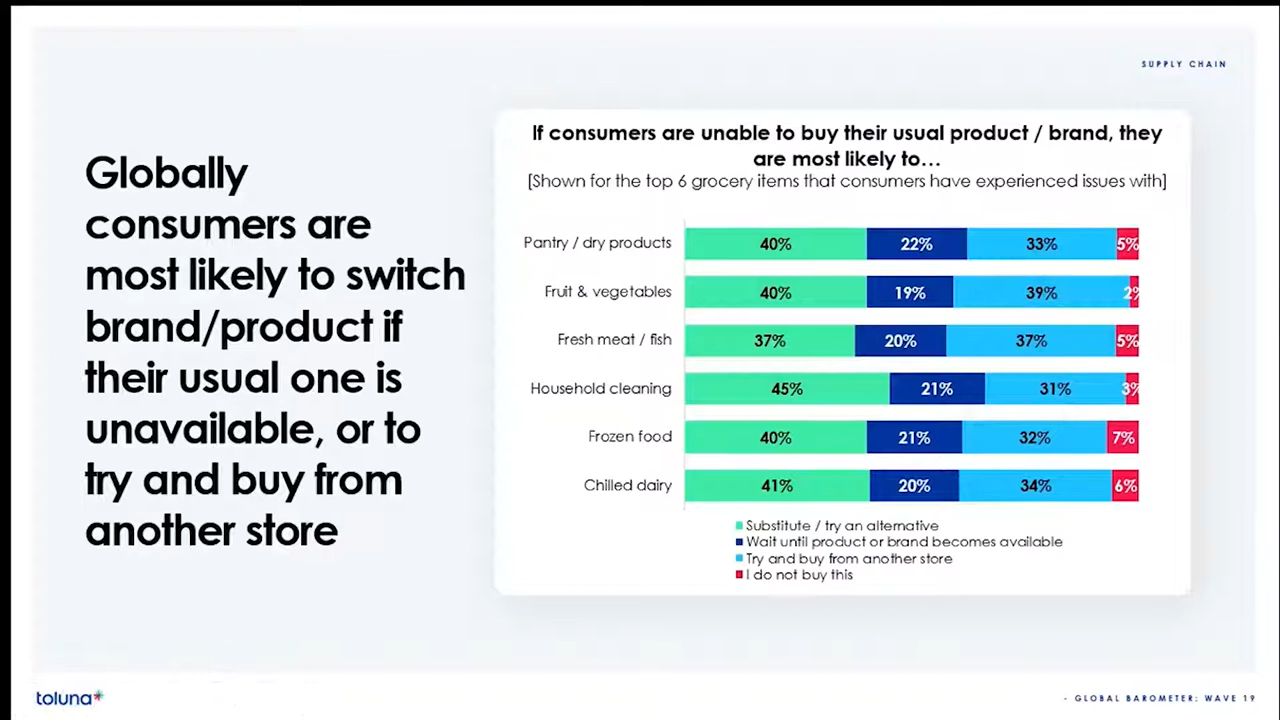 SUPPLY CHAIN
Globally
consumers are
most likely to switch
brand/product if
their usual one is
unavailable, or to
try and buy from
another store
If consumers are unable to buy their usual product / brand, they
are most likely to...
[Shown for the top 6 grocery items that consumers have experienced issues with]
Pantry / dry products 40% 22% 33% 5%
Fruit & vegetables 40% 19% 39% 2%
Fresh meat / fish 37% 20% 37% 5%
Household cleaning 45% 21% 31% 3%
Frozen food 40% 21% 32% 7%
Chilled dairy 41% 20% 34% 6%
Substitute / try an alternative
Wait until product or brand becomes available
Try and buy from another store
I do not buy this
toluna*
- GLOBAL BAROMETER: WAVE 19